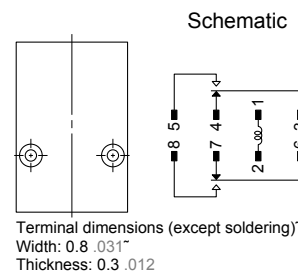 Schematic
5 4 1
8 7 2
Terminal dimensions (except soldering)˜
Width: 0.8 .031˜
Thickness: 0.3 .012